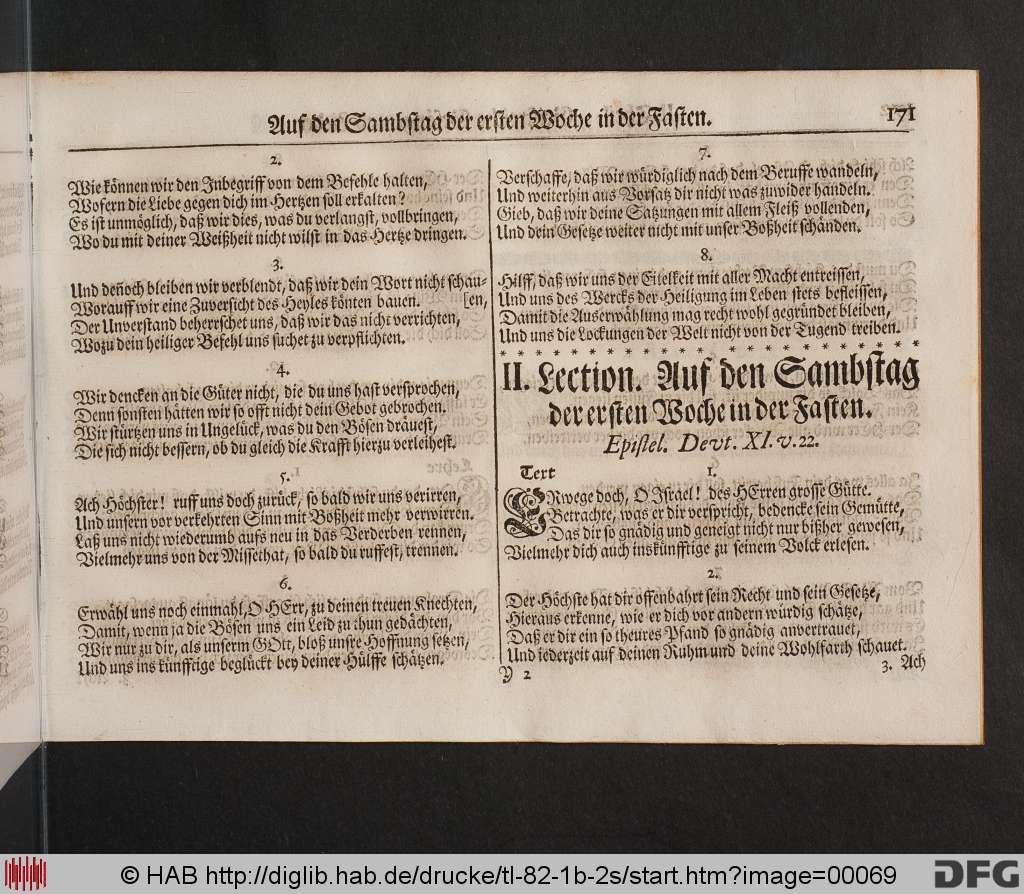 Auf den Sambstag der ersten Woche in der Fasten. 171
2.
Wie können wir den Inbegriff von dem Befehle halten,
Wofern die Liebe gegen dich im Hertzen soll erkalten?
Es ist unmöglich, daß wir dies, was du verlangst, vollbringen,
Wo du mit deiner Weißheit nicht wilst in das Hertze dringen.
3.
Und deñoch bleiben wir verblendt, daß wir dein Wort nicht schau-
Worauff wir eine Zuversicht des Heyles könten bauen. [en,
Der Unverstand beherrschet uns, daß wir das nicht verrichten,
Wozu dein heiliger Befehl uns suchet zu verpflichten.
4.
Wir dencken an die Güter nicht, die du uns hast versprochen,
Denn sonsten hätten wir so offt nicht dein Gebot gebrochen.
Wir stürtzen uns in Ungelück, was du den Bösen dräuest,
Die sich nicht bessern, ob du gleich die Krafft hierzu verleihest.
5.
Ach Höchster! ruff uns doch zurück, so bald wir uns verirren,
Und unsern vor verkehrten Sinn mit Boßheit mehr verwirren.
Laß uns nicht wiederumb aufs neu in das Verderben rennen,
Vielmehr uns von der Missethat, so bald du ruffest, trennen.
6.
Erwähl uns noch einmahl, O HErr, zu deinen treuen Knechten,
Damit, wenn ja die Bösen uns ein Leid zu thun gedächten,
Wir nur zu dir, als unserm GOtt, bloß unsre Hoffnung setzen,
Und uns ins künfftige beglückt bey deiner Hülffe schätzen.
7.
Verschaffe, daß wir würdiglich nach dem Beruffe wandeln,
Und weiterhin aus Vorsatz dir nicht was zuwider handeln.
Gieb, daß wir deine Satzungen mit allem Fleiß vollenden,
Und dein Gesetze weiter nicht mit unser Boßheit schänden.
8.
Hilff, daß wir uns der Eitelkeit mit aller Macht entreissen,
Und uns des Wercks der Heiligung im Leben stets befleissen,
Damit die Auserwählung mag recht wohl gegründet bleiben,
Und uns die Lockungen der Welt nicht von der Tugend treiben.
II. Lection. Auf den Sambstag
der ersten Woche in der Fasten.
Epistel. Devt. XI. v. 22.
Text 1.
ERwege doch, O Israel! des HErren grosse Gütte.
Betrachte, was er dir verspricht, bedencke sein Gemütte,
Das dir so gnädig und geneigt nicht nur bißher gewesen,
Vielmehr dich auch inskünfftige zu seinem Volck erlesen.
2.
Der Höchste hat dir offenbahrt sein Recht und sein Gesetze,
Hieraus erkenne, wie er dich vor andern würdig schätze,
Daß er dir ein so theures Pfand so gnädig anvertrauet,
Und iederzeit auf deinen Ruhm und deine Wohlfarth schauet.
Y 2 3. Ach
© HAB http://diglib.hab.de/drucke/tl-82-1b-2s/start.htm?image=00069
DFG